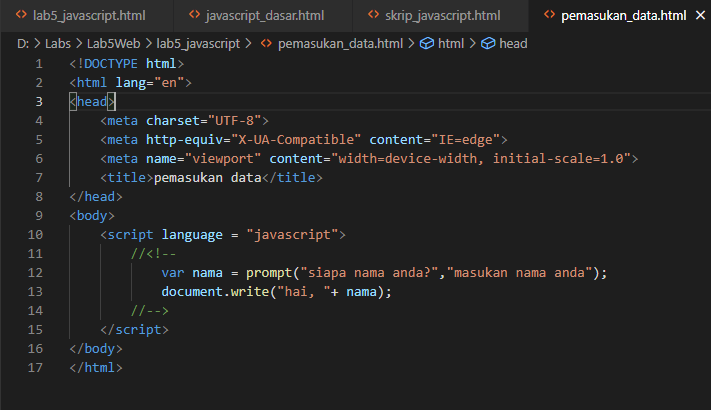 lab5_javascript.html javascript_dasar.html skrip_javascript.html pemasukan_data.html
D: > Labs > Lab5Web > lab5_javascript > pemasukan_data.html > html > head
1 <!DOCTYPE html>
2 <html lang="en">
3 <head>
4 <meta charset="UTF-8">
5 <meta http-equiv="X-UA-Compatible" content="IE=edge">
6 <meta name="viewport" content="width=device-width, initial-scale=1.0">
7 <title>pemasukan data</title>
8 </head>
9 <body>
10 <script language = "javascript">
11 //<!--
12 var nama = prompt("siapa nama anda?","masukan nama anda");
13 document.write("hai, "+ nama);
14 //-->
15 </script>
16 </body>
17 </html>